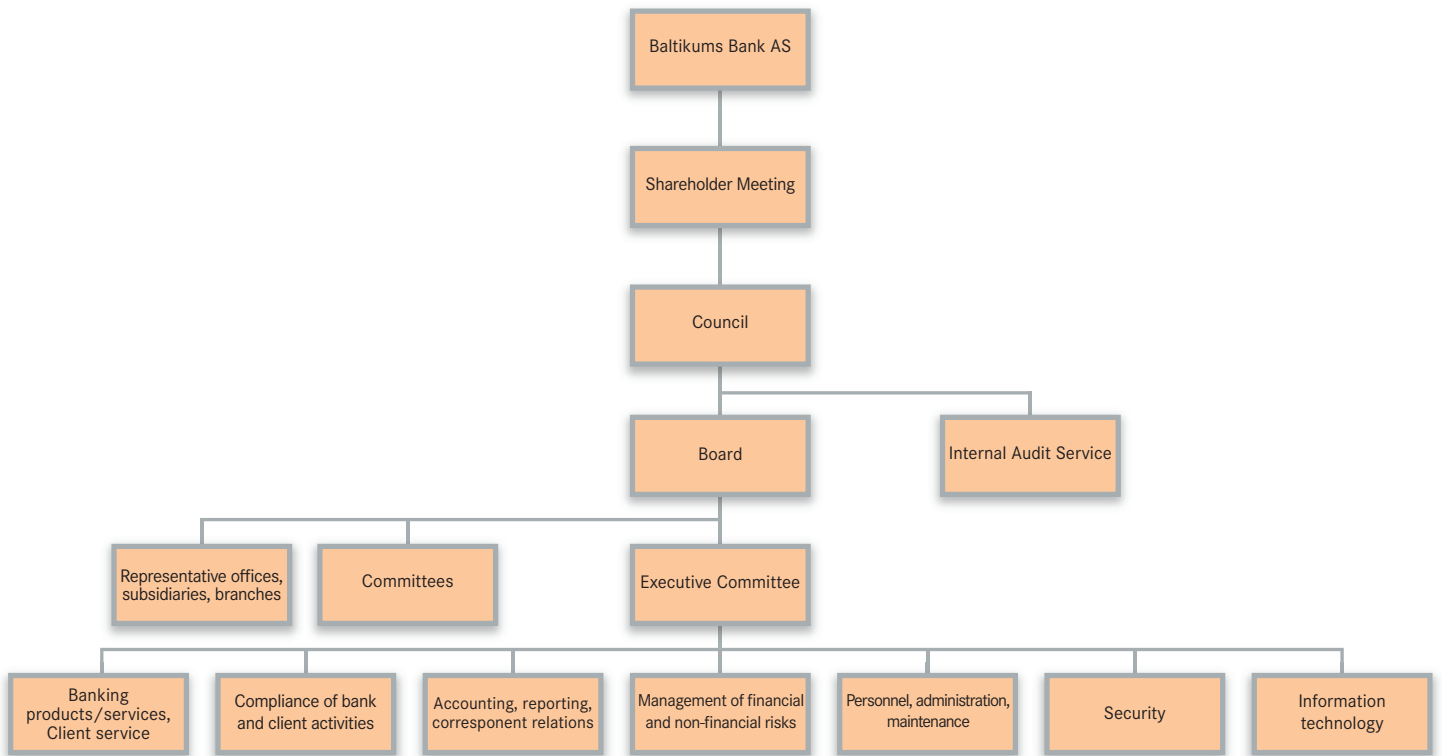 Baltikums Bank AS
Shareholder Meeting
Council
Board
Internal Audit Service
Representative offices,
subsidiaries, branches
Committees
Executive Committee
Banking
products/services,
Client service
Compliance of bank
and client activities
Accounting, reporting,
corresponent relations
Management of financial
and non-financial risks
Personnel, administration,
maintenance
Security
Information
technology